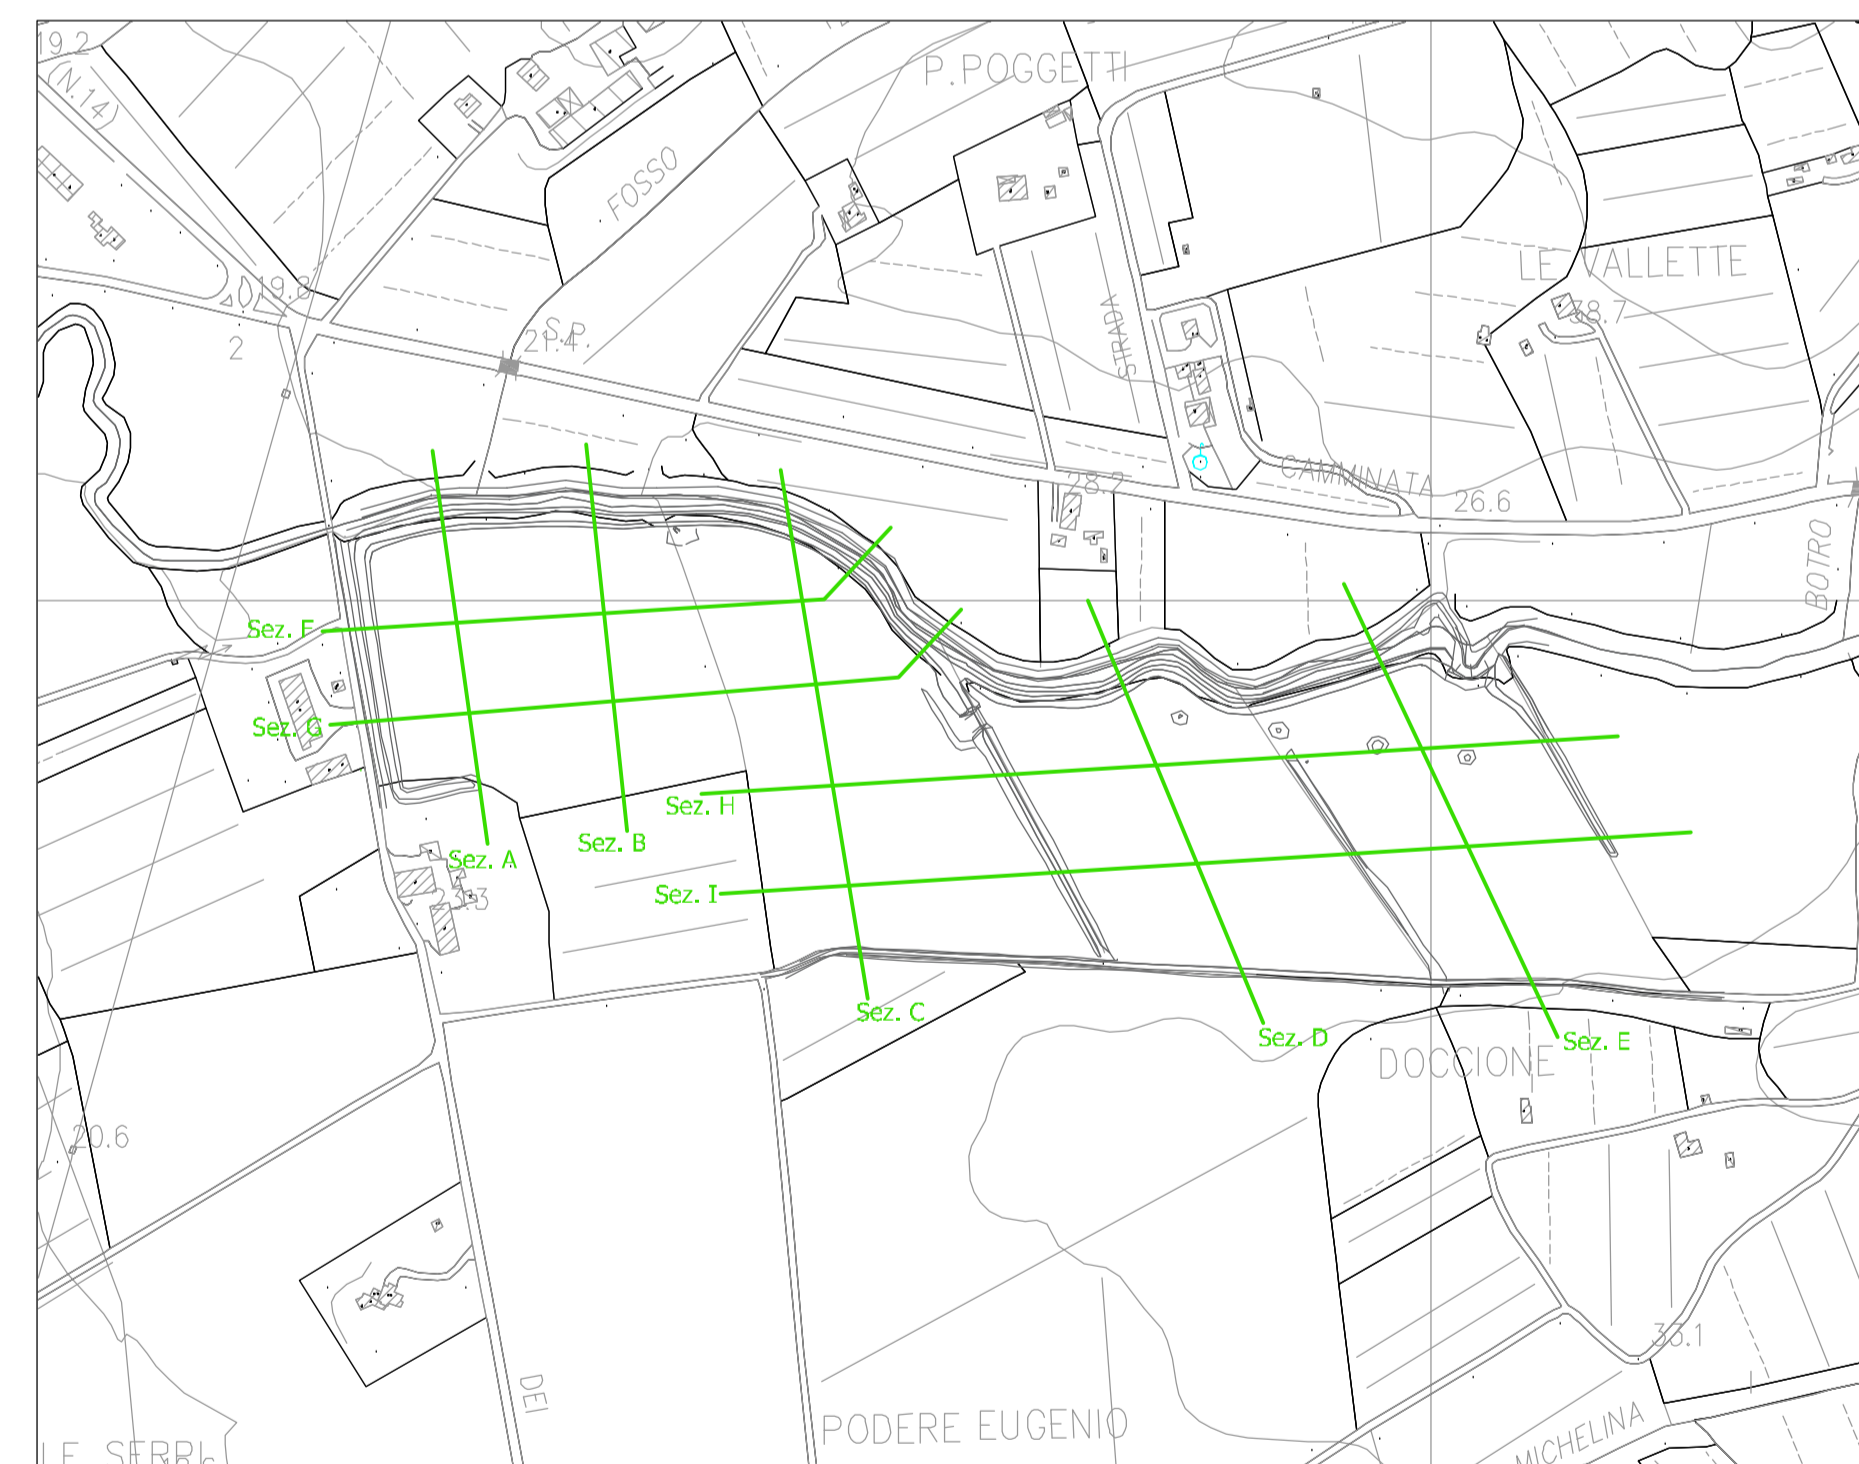 19.2
(N.14)
P.POGGETTI
FOSSO
LE VALLETTE
19.8
38.7
S.P.
21.4
2
STRADA
CAMMINATA
28.7
26.6
BOTRO
Sez. F
Sez. G
Sez. H
Sez. B
Sez. A
Sez. I
23.3
Sez. C
Sez. D
Sez. E
DOCCIONE
20.6
33.1
DEI
PODERE EUGENIO
MICHELINA
LE SERRI